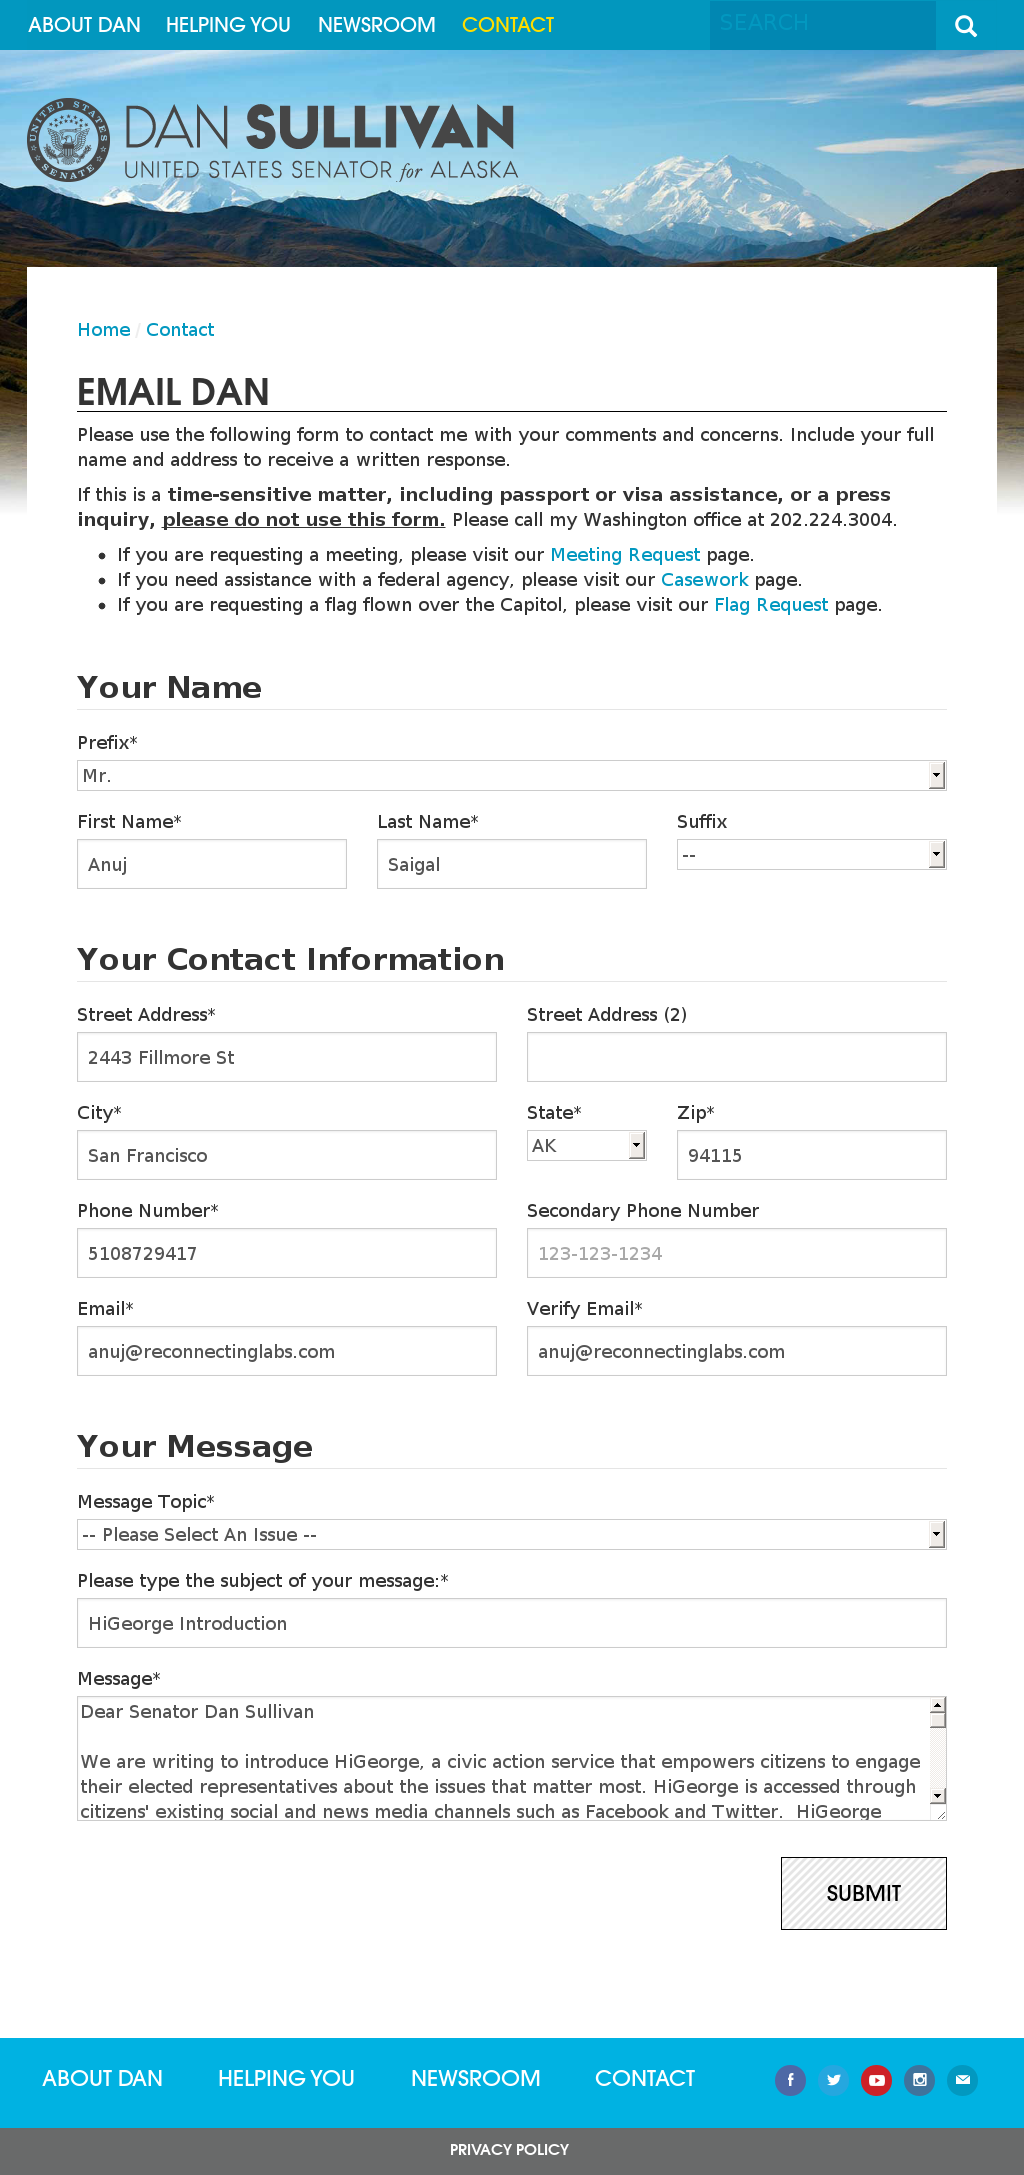 ABOUT DAN HELPING YOU NEWSROOM CONTACT SEARCH
UNITED STATES SENATE
DAN SULLIVAN
UNITED STATES SENATOR for ALASKA
Home / Contact
EMAIL DAN
Please use the following form to contact me with your comments and concerns. Include your full
name and address to receive a written response.
If this is a time-sensitive matter, including passport or visa assistance, or a press
inquiry, please do not use this form. Please call my Washington office at 202.224.3004.
• If you are requesting a meeting, please visit our Meeting Request page.
• If you need assistance with a federal agency, please visit our Casework page.
• If you are requesting a flag flown over the Capitol, please visit our Flag Request page.
Your Name
Prefix*
Mr.
First Name* Last Name* Suffix
Anuj Saigal --
Your Contact Information
Street Address* Street Address (2)
2443 Fillmore St
City* State* Zip*
San Francisco AK 94115
Phone Number* Secondary Phone Number
5108729417 123-123-1234
Email* Verify Email*
anuj@reconnectinglabs.com anuj@reconnectinglabs.com
Your Message
Message Topic*
-- Please Select An Issue --
Please type the subject of your message:*
HiGeorge Introduction
Message*
Dear Senator Dan Sullivan
We are writing to introduce HiGeorge, a civic action service that empowers citizens to engage
their elected representatives about the issues that matter most. HiGeorge is accessed through
citizens' existing social and news media channels such as Facebook and Twitter.  HiGeorge
SUBMIT
ABOUT DAN HELPING YOU NEWSROOM CONTACT
PRIVACY POLICY